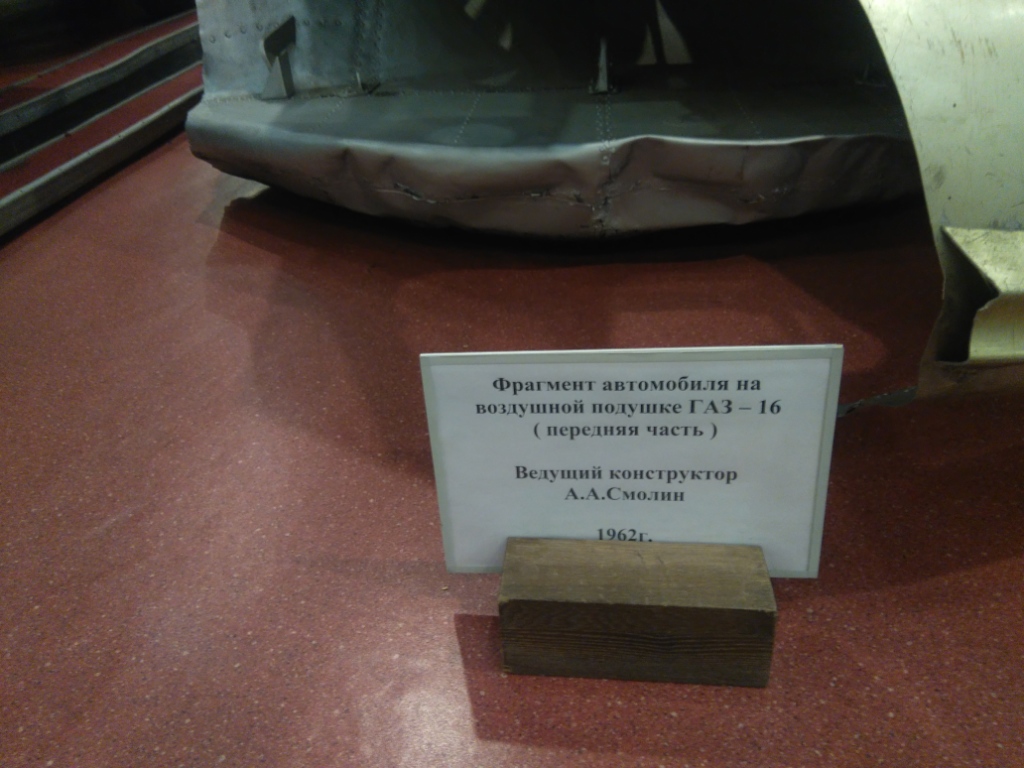 Фрагмент автомобиля на
воздушной подушке ГАЗ – 16
( передняя часть )
Ведущий конструктор
А.А.Смолин
1962г.